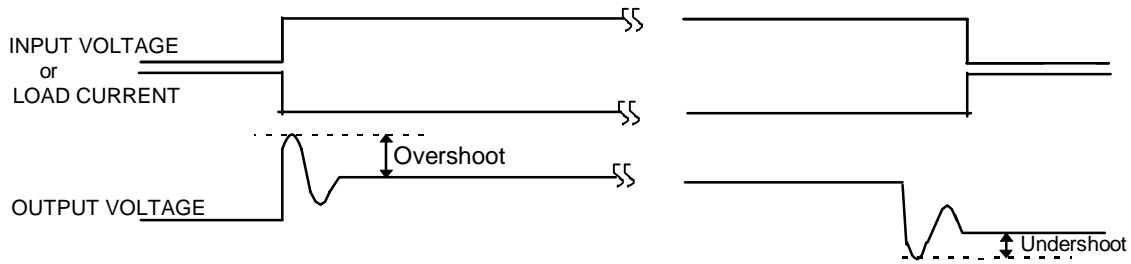 INPUT VOLTAGE
or
LOAD CURRENT
Overshoot
OUTPUT VOLTAGE
Undershoot